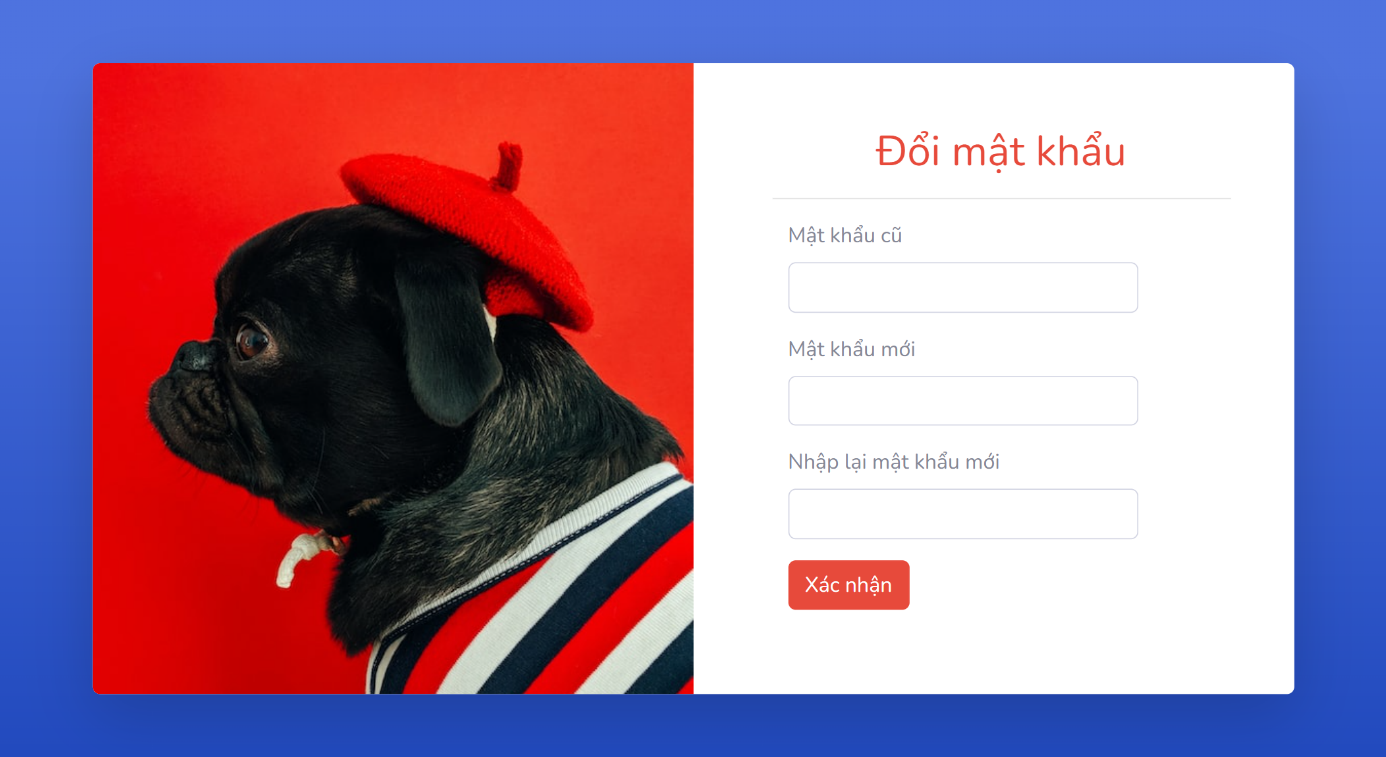 Đổi mật khẩu
Mật khẩu cũ
Mật khẩu mới
Nhập lại mật khẩu mới
Xác nhận